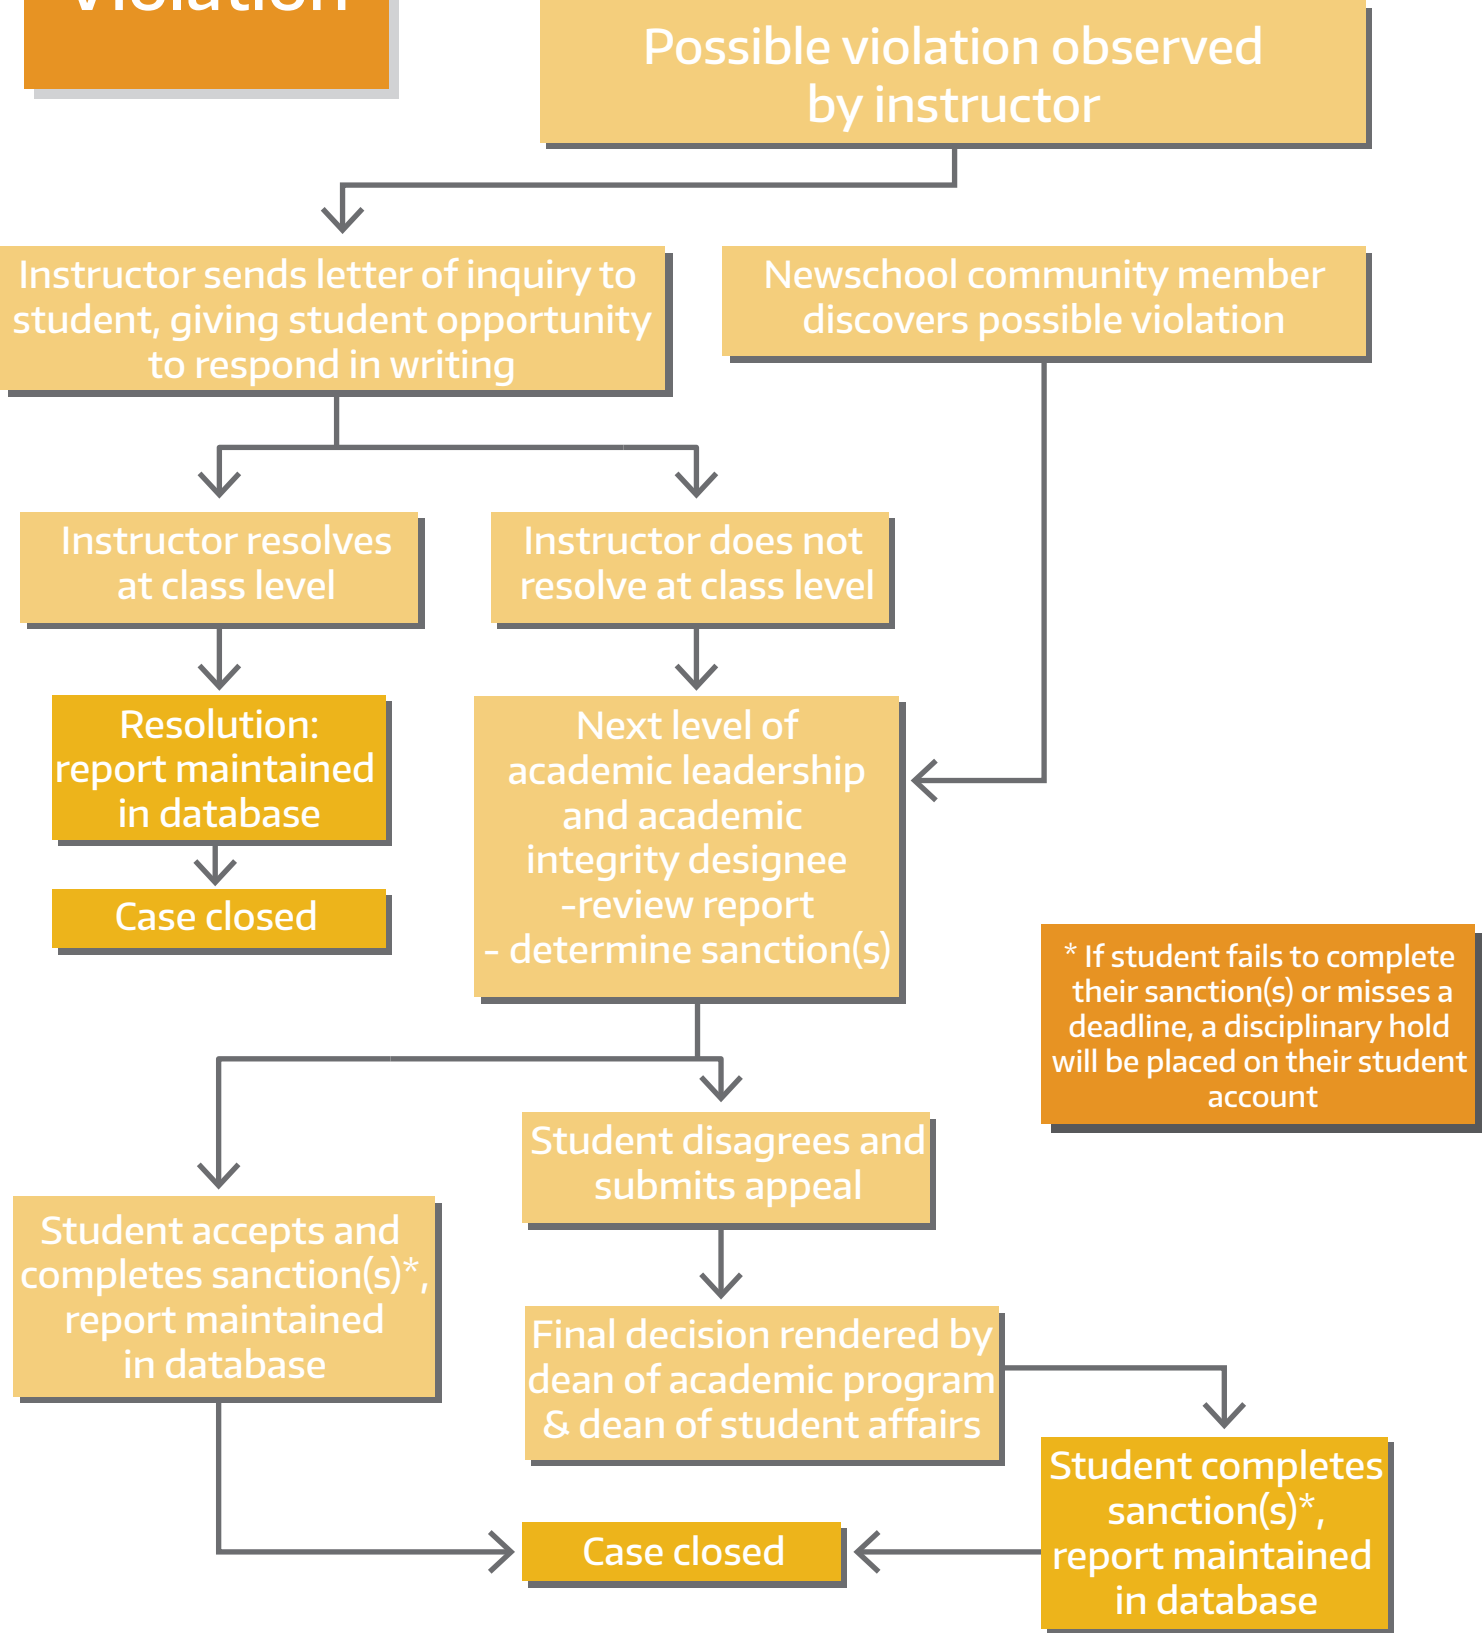 Violation
Possible violation observed
by instructor
Instructor sends letter of inquiry to
student, giving student opportunity
to respond in writing
Newschool community member
discovers possible violation
Instructor resolves
at class level
Instructor does not
resolve at class level
Resolution:
report maintained
in database
Case closed
Next level of
academic leadership
and academic
integrity designee
-review report
- determine sanction(s)
* If student fails to complete
their sanction(s) or misses a
deadline, a disciplinary hold
will be placed on their student
account
Student disagrees and
submits appeal
Student accepts and
completes sanction(s)*,
report maintained
in database
Final decision rendered by
dean of academic program
& dean of student affairs
Student completes
sanction(s)*,
report maintained
in database
Case closed